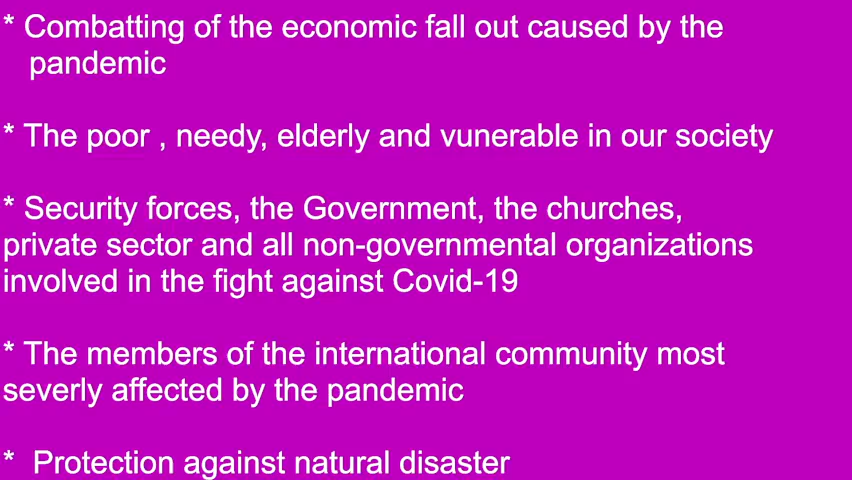 * Combatting of the economic fall out caused by the
pandemic
* The poor , needy, elderly and vunerable in our society
* Security forces, the Government, the churches,
private sector and all non-governmental organizations
involved in the fight against Covid-19
* The members of the international community most
severly affected by the pandemic
* Protection against natural disaster